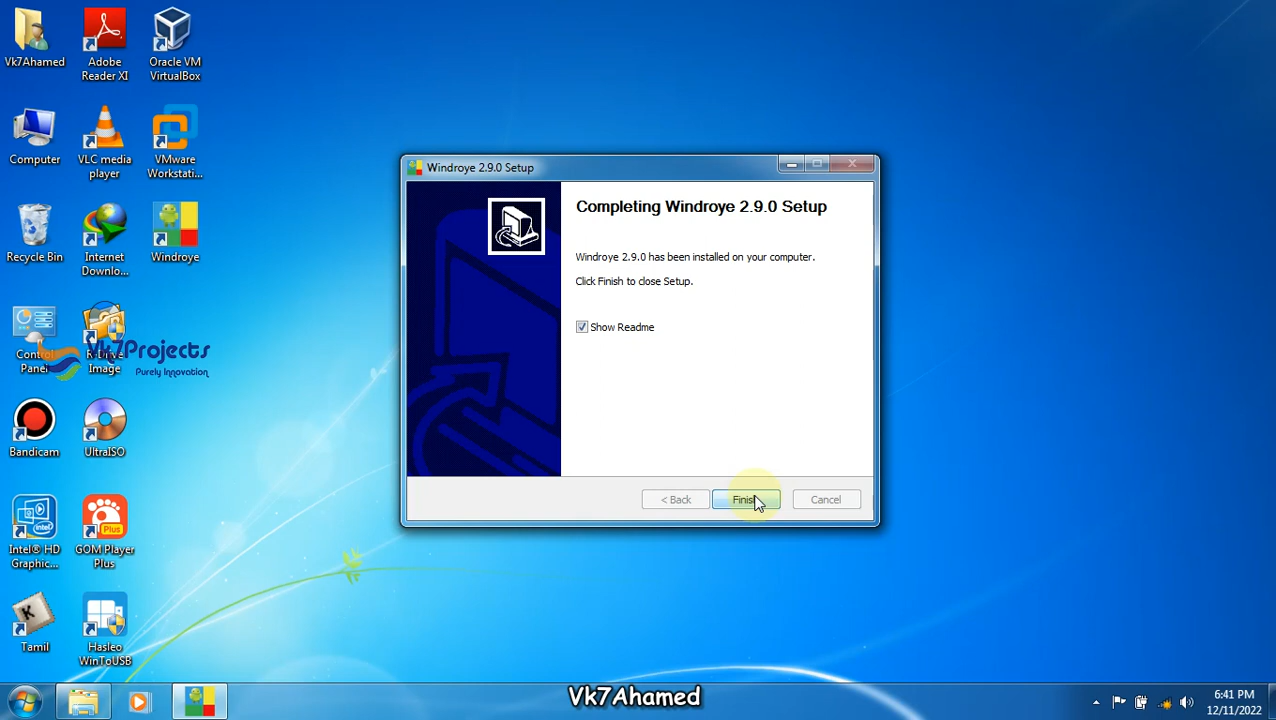 Vk7Ahamed
Adobe
Reader XI
Oracle VM
VirtualBox
Computer
VLC media
player
VMware
Workstati...
Recycle Bin
Internet
Downlo...
Windroye
Control
Panel
R-Drive
Image
Vk7Projects
Purely Innovation
Bandicam
UltraISO
Intel® HD
Graphic...
GOM Player
Plus
Plus
Tamil
K
Hasleo
WinToUSB
Windroye 2.9.0 Setup
Completing Windroye 2.9.0 Setup
Windroye 2.9.0 has been installed on your computer.
Click Finish to close Setup.
Show Readme
< Back
Finish
Cancel
Vk7Ahamed
6:41 PM
12/11/2022